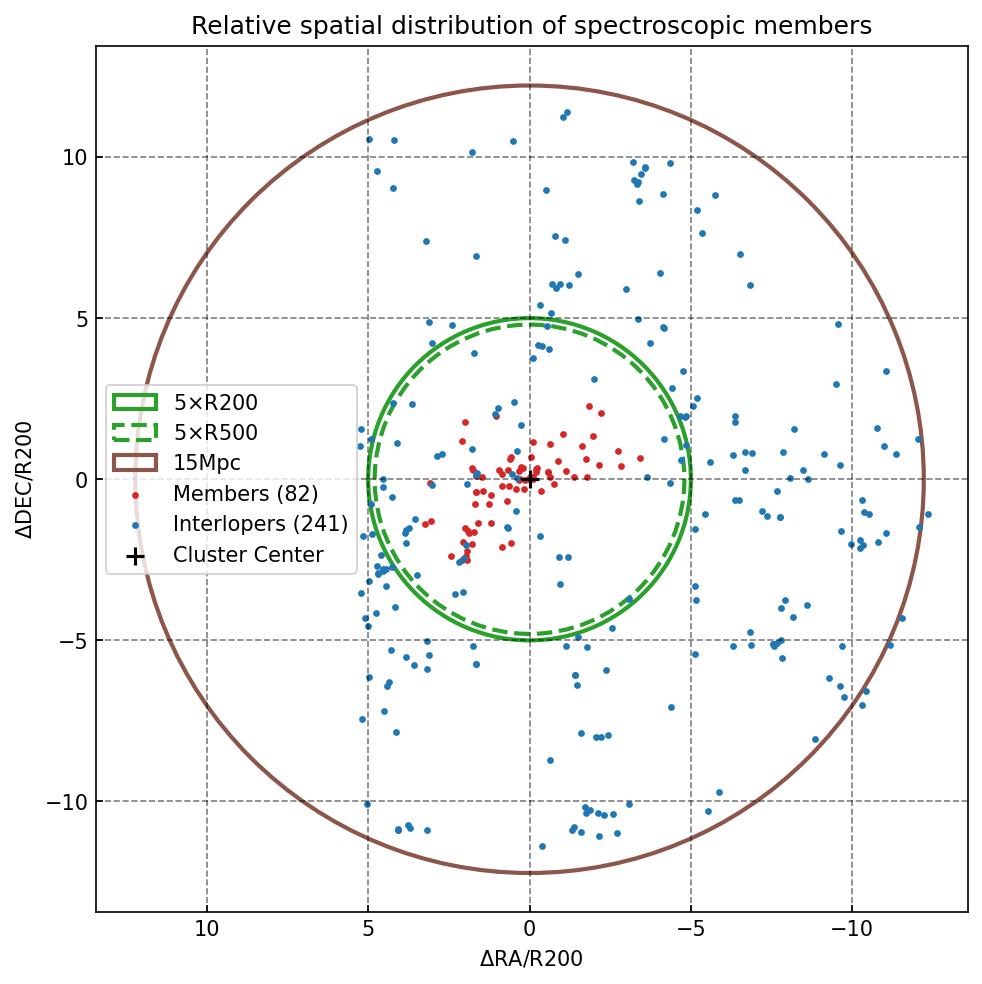 Relative spatial distribution of spectroscopic members
10
5
0
−5
−10
ΔDEC/R200
5×R200
5×R500
15Mpc
Members (82)
Interlopers (241)
Cluster Center
10
5
0
−5
−10
ΔRA/R200